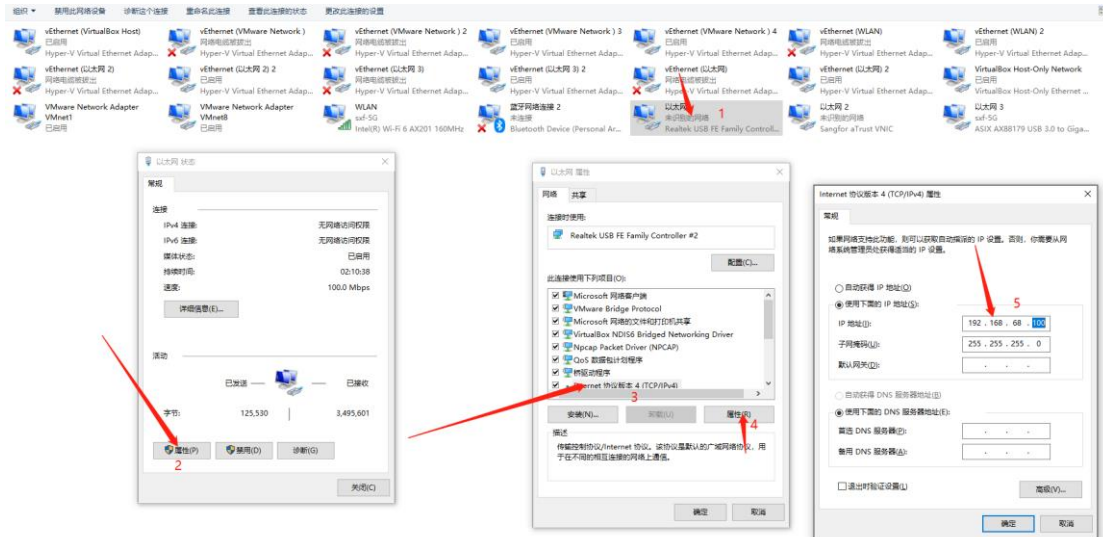 组织 ▼ 禁用此网络设备 诊断这个连接 重命名此连接 查看此连接的状态 更改此连接的设置
vEthernet (VirtualBox Host)
已启用
Hyper-V Virtual Ethernet Adap...
vEthernet (VMware Network )
网络电缆被拔出
Hyper-V Virtual Ethernet Adap...
vEthernet (VMware Network ) 2
网络电缆被拔出
Hyper-V Virtual Ethernet Adap...
vEthernet (VMware Network ) 3
网络电缆被拔出
Hyper-V Virtual Ethernet Adap...
vEthernet (VMware Network ) 4
网络电缆被拔出
Hyper-V Virtual Ethernet Adap...
vEthernet (WLAN)
网络电缆被拔出
Hyper-V Virtual Ethernet Adap...
vEthernet (WLAN) 2
已启用
Hyper-V Virtual Ethernet Adap...
vEthernet (以太网 2)
网络电缆被拔出
Hyper-V Virtual Ethernet Adap...
vEthernet (以太网 2) 2
已启用
Hyper-V Virtual Ethernet Adap...
vEthernet (以太网 3)
网络电缆被拔出
Hyper-V Virtual Ethernet Adap...
vEthernet (以太网 3) 2
已启用
Hyper-V Virtual Ethernet Adap...
vEthernet (以太网)
网络电缆被拔出
Hyper-V Virtual Ethernet Adap...
vEthernet (以太网) 2
已启用
Hyper-V Virtual Ethernet Adap...
VirtualBox Host-Only Network
已启用
VirtualBox Host-Only Ethernet ...
VMware Network Adapter
VMnet1
已启用
VMware Network Adapter
VMnet8
已启用
WLAN
sxf-5G
Intel(R) Wi-Fi 6 AX201 160MHz
蓝牙网络连接 2
未连接
Bluetooth Device (Personal Ar...
以太网
未识别的网络
Realtek USB FE Family Controll...
1
以太网 2
未识别的网络
Sangfor aTrust VNIC
以太网 3
sxf-5G
ASIX AX88179 USB 3.0 to Giga...
以太网 状态
常规
连接
IPv4 连接: 无网络访问权限
IPv6 连接: 无网络访问权限
媒体状态: 已启用
持续时间: 02:10:38
速度: 100.0 Mbps
详细信息(E)...
活动
已发送 — — 已接收
字节: 125,530 | 3,495,601
属性(P) 禁用(D) 诊断(G)
2
关闭(C)
以太网 属性
网络 共享
连接时使用:
Realtek USB FE Family Controller #2
配置(C)...
此连接使用下列项目(O):
Microsoft 网络客户端
VMware Bridge Protocol
Microsoft 网络的文件和打印机共享
VirtualBox NDIS6 Bridged Networking Driver
Npcap Packet Driver (NPCAP)
QoS 数据包计划程序
桥驱动程序
Internet 协议版本 4 (TCP/IPv4)
3
安装(N)... 卸载(U) 属性(R)
4
描述
传输控制协议/Internet 协议。该协议是默认的广域网络协议，用
于在不同的相互连接的网络上通信。
确定 取消
Internet 协议版本 4 (TCP/IPv4) 属性
常规
如果网络支持此功能，则可以获取自动指派的 IP 设置。否则，你需要从网
络系统管理员处获得适当的 IP 设置。
自动获得 IP 地址(O)
使用下面的 IP 地址(S):
5
IP 地址(I): 192 . 168 . 68 . 100
子网掩码(U): 255 . 255 . 255 . 0
默认网关(D): . . .
自动获得 DNS 服务器地址(B)
使用下面的 DNS 服务器地址(E):
首选 DNS 服务器(P): . . .
备用 DNS 服务器(A): . . .
退出时验证设置(L)
高级(V)...
确定 取消